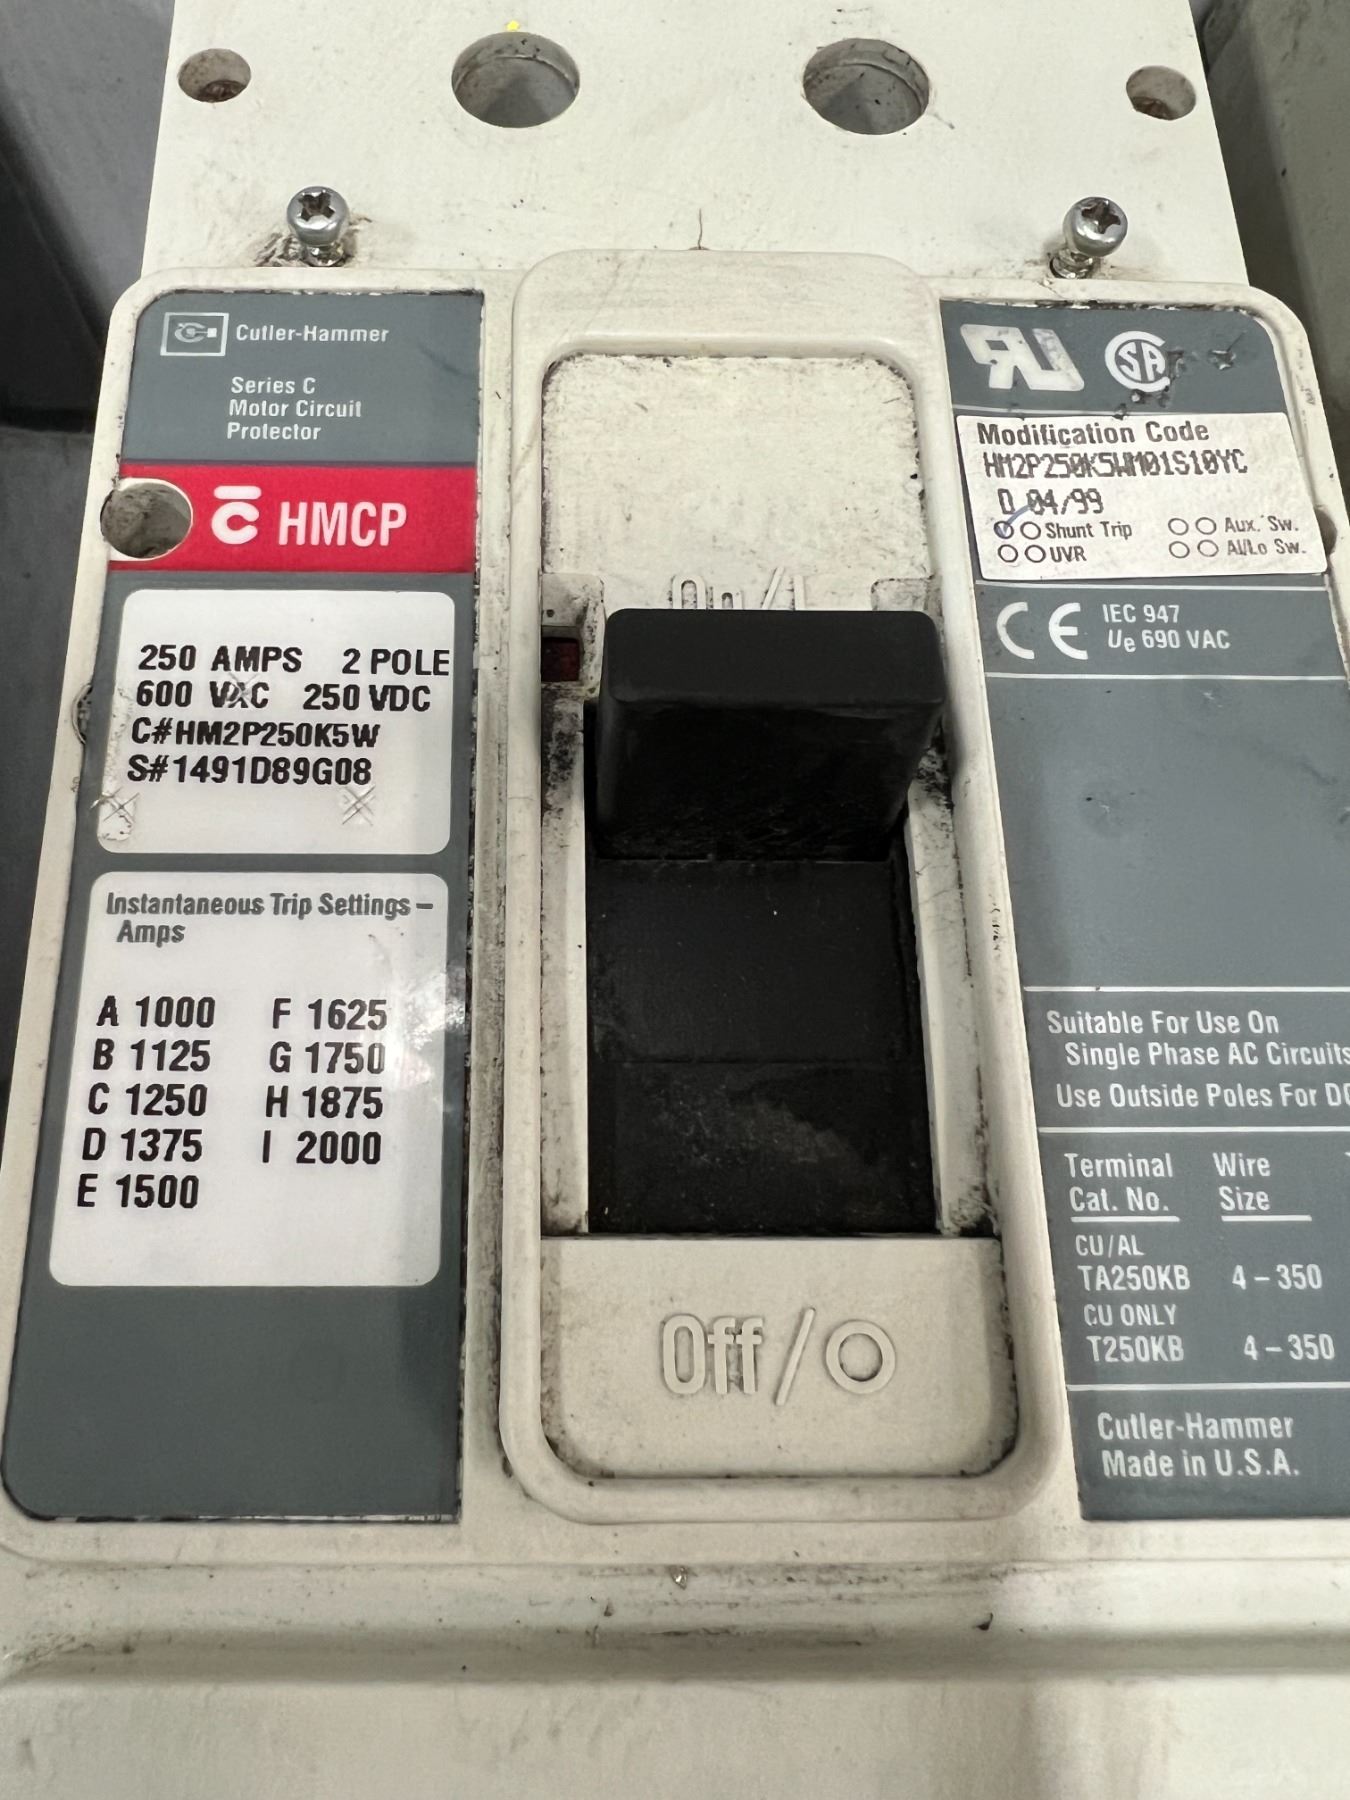 Cutler-Hammer
Series C
Motor Circuit
Protector
C HMCP
250 AMPS 2 POLE
600 VAC 250 VDC
C#HM2P250K5W
S#1491D89G08
Instantaneous Trip Settings –
Amps
A 1000 F 1625
B 1125 G 1750
C 1250 H 1875
D 1375 I 2000
E 1500
On/I
Off/O
RU SA
Modification Code
HM2P250K5WM01S10YC
D 04/99
Shunt Trip Aux. Sw.
UVR Al/Lo Sw.
CE IEC 947
Ue 690 VAC
Suitable For Use On
Single Phase AC Circuits
Use Outside Poles For
Terminal Wire
Cat. No. Size
CU/AL
TA250KB 4 – 350
CU ONLY
T250KB 4 – 350
Cutler-Hammer
Made in U.S.A.